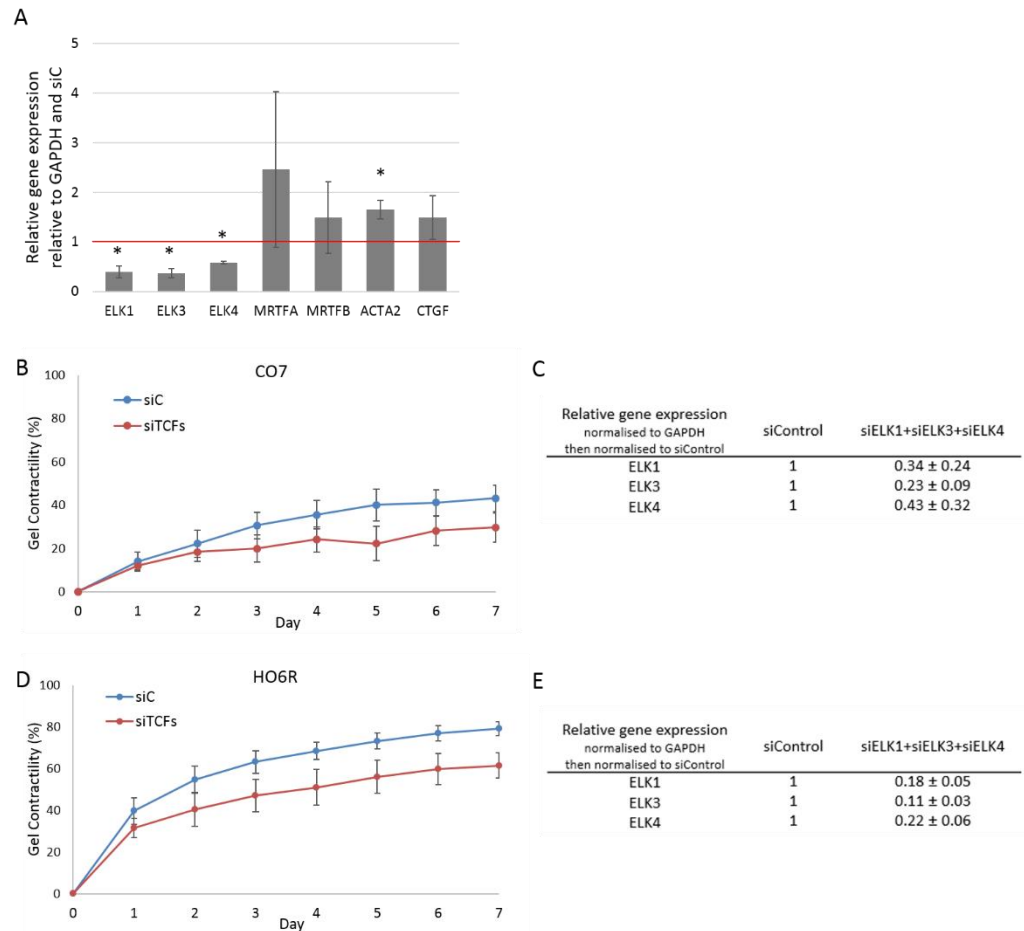 A
Relative gene expression
relative to GAPDH and siC
5
4
3
2
1
0
*
*
*
*
ELK1 ELK3 ELK4 MRTFA MRTFB ACTA2 CTGF
B
CO7
Gel Contractility (%)
100
80
60
40
20
0
siC
siTCFs
0 1 2 3 4 5 6 7
Day
C
Relative gene expression
normalised to GAPDH
then normalised to siControl
siControl
siELK1+siELK3+siELK4
ELK1 1 0.34 ± 0.24
ELK3 1 0.23 ± 0.09
ELK4 1 0.43 ± 0.32
D
HO6R
Gel Contractility (%)
100
80
60
40
20
0
siC
siTCFs
0 1 2 3 4 5 6 7
Day
E
Relative gene expression
normalised to GAPDH
then normalised to siControl
siControl
siELK1+siELK3+siELK4
ELK1 1 0.18 ± 0.05
ELK3 1 0.11 ± 0.03
ELK4 1 0.22 ± 0.06